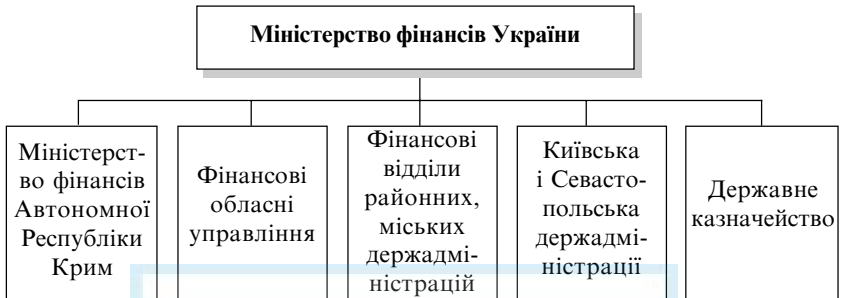 Міністерство фінансів України
Міністерст-
во фінансів
Автономної
Республіки
Крим
Фінансові
обласні
управління
Фінансові
відділи
районних,
міських
держадмі-
ністрацій
Київська
і Севасто-
польська
держадмі-
ністрації
Державне
казначейство